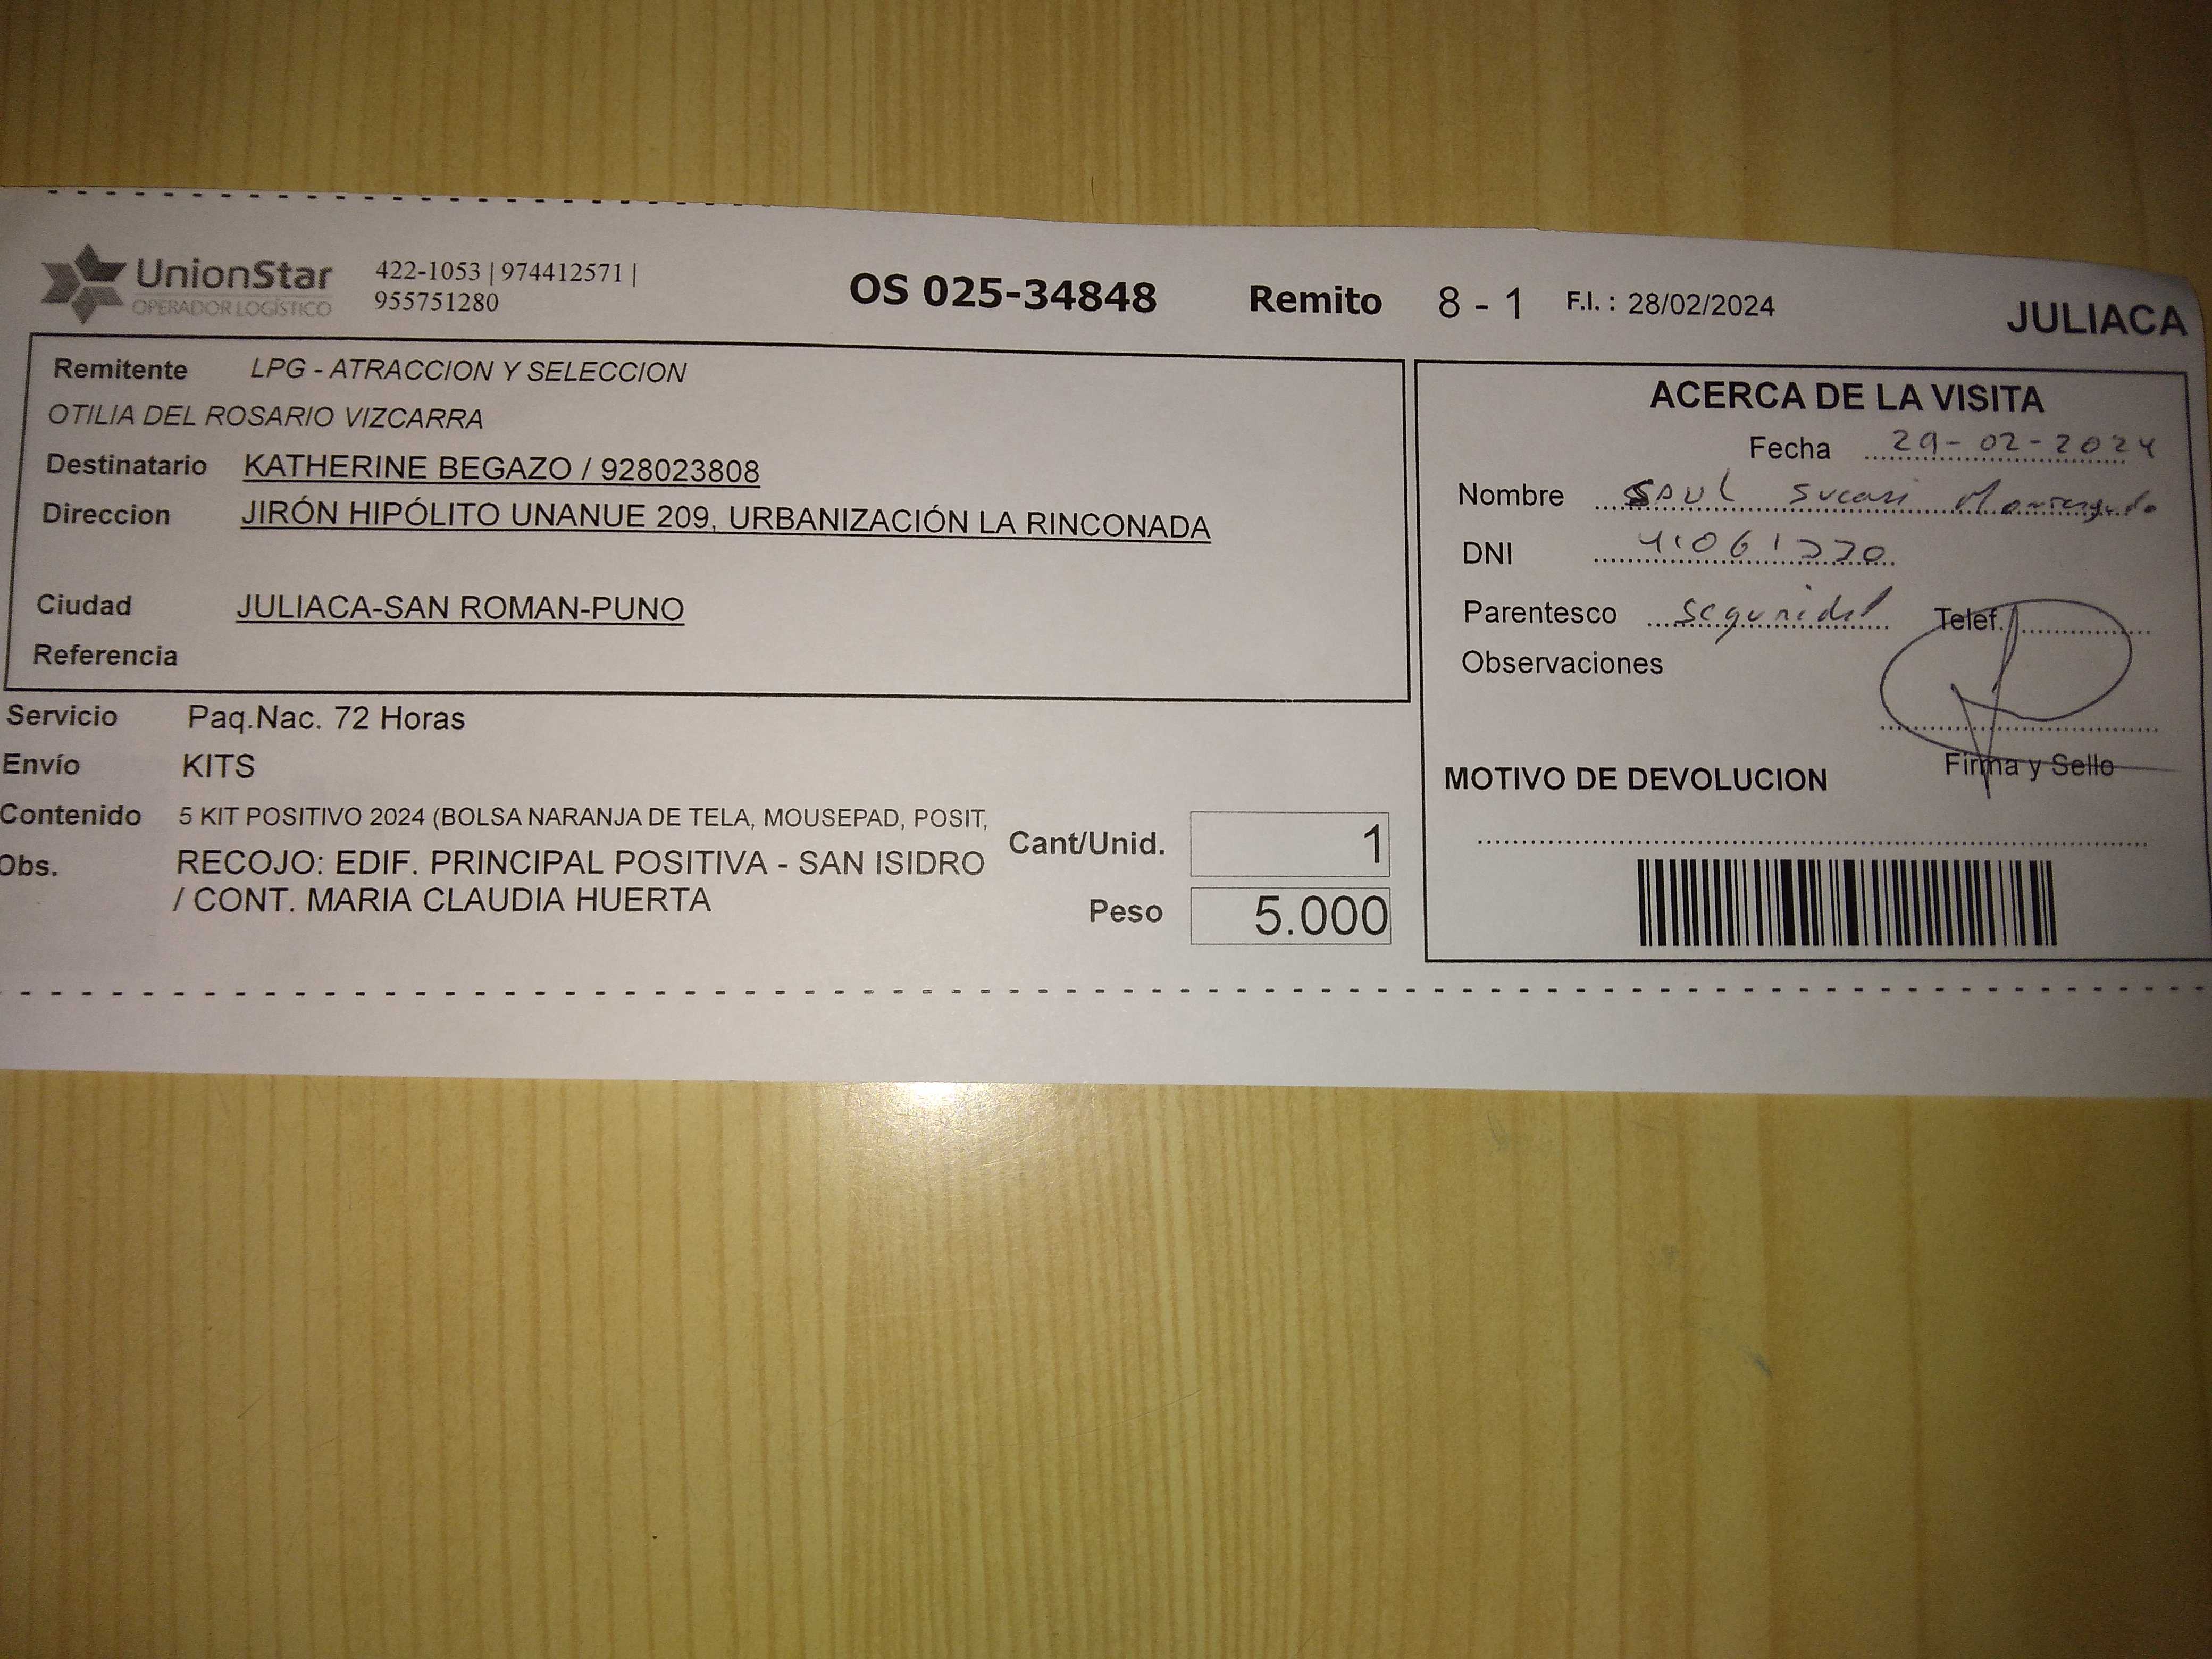 UnionStar
OPERADOR LOGÍSTICO
422-1053 | 974412571 |
955751280
OS 025-34848 Remito 8 - 1 F.I. : 28/02/2024 JULIACA
Remitente LPG - ATRACCION Y SELECCION
OTILIA DEL ROSARIO VIZCARRA
Destinatario KATHERINE BEGAZO / 928023808
Direccion JIRÓN HIPÓLITO UNANUE 209, URBANIZACIÓN LA RINCONADA
Ciudad JULIACA-SAN ROMAN-PUNO
Referencia
Servicio Paq.Nac. 72 Horas
Envío KITS
Contenido 5 KIT POSITIVO 2024 (BOLSA NARANJA DE TELA, MOUSEPAD, POSIT,
Obs. RECOJO: EDIF. PRINCIPAL POSITIVA - SAN ISIDRO
/ CONT. MARIA CLAUDIA HUERTA
Cant/Unid. 1
Peso 5.000
ACERCA DE LA VISITA
Fecha 29-02-2024
Nombre SAUL Sucari
DNI
Parentesco Seguridad Telef.
Observaciones
Firma y Sello
MOTIVO DE DEVOLUCION